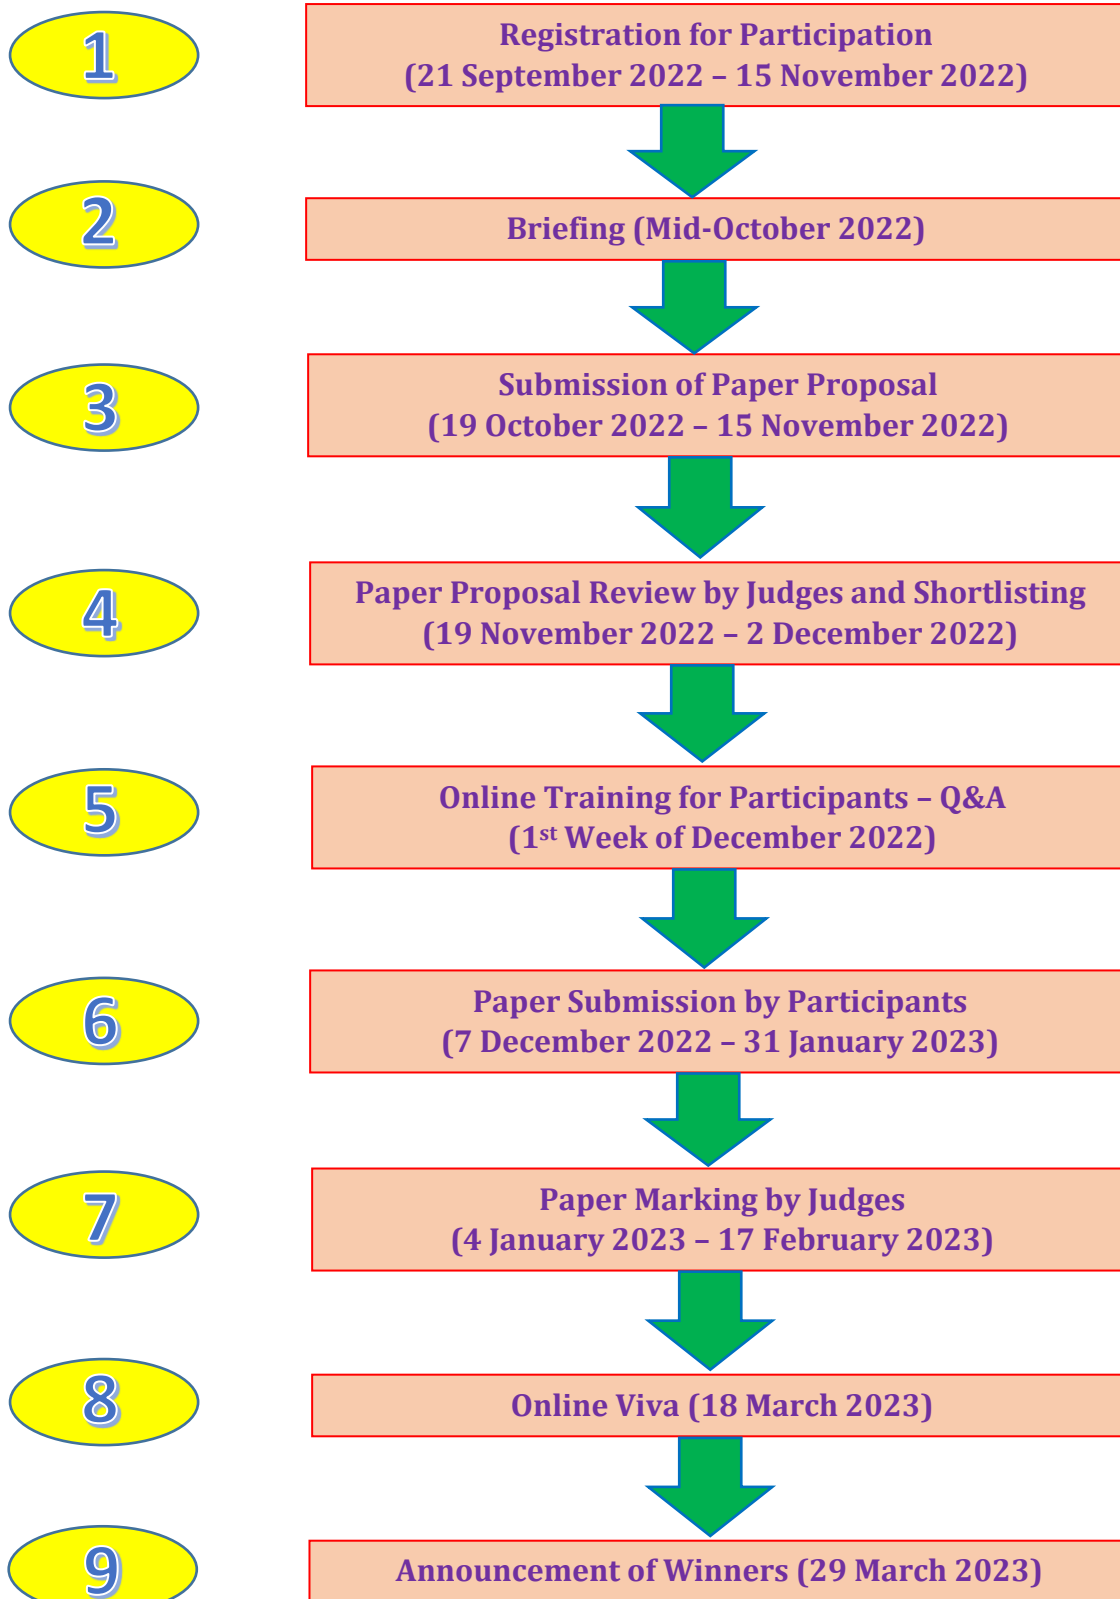 1
Registration for Participation
(21 September 2022 – 15 November 2022)
2
Briefing (Mid-October 2022)
3
Submission of Paper Proposal
(19 October 2022 – 15 November 2022)
4
Paper Proposal Review by Judges and Shortlisting
(19 November 2022 – 2 December 2022)
5
Online Training for Participants – Q&A
(1st Week of December 2022)
6
Paper Submission by Participants
(7 December 2022 – 31 January 2023)
7
Paper Marking by Judges
(4 January 2023 – 17 February 2023)
8
Online Viva (18 March 2023)
9
Announcement of Winners (29 March 2023)